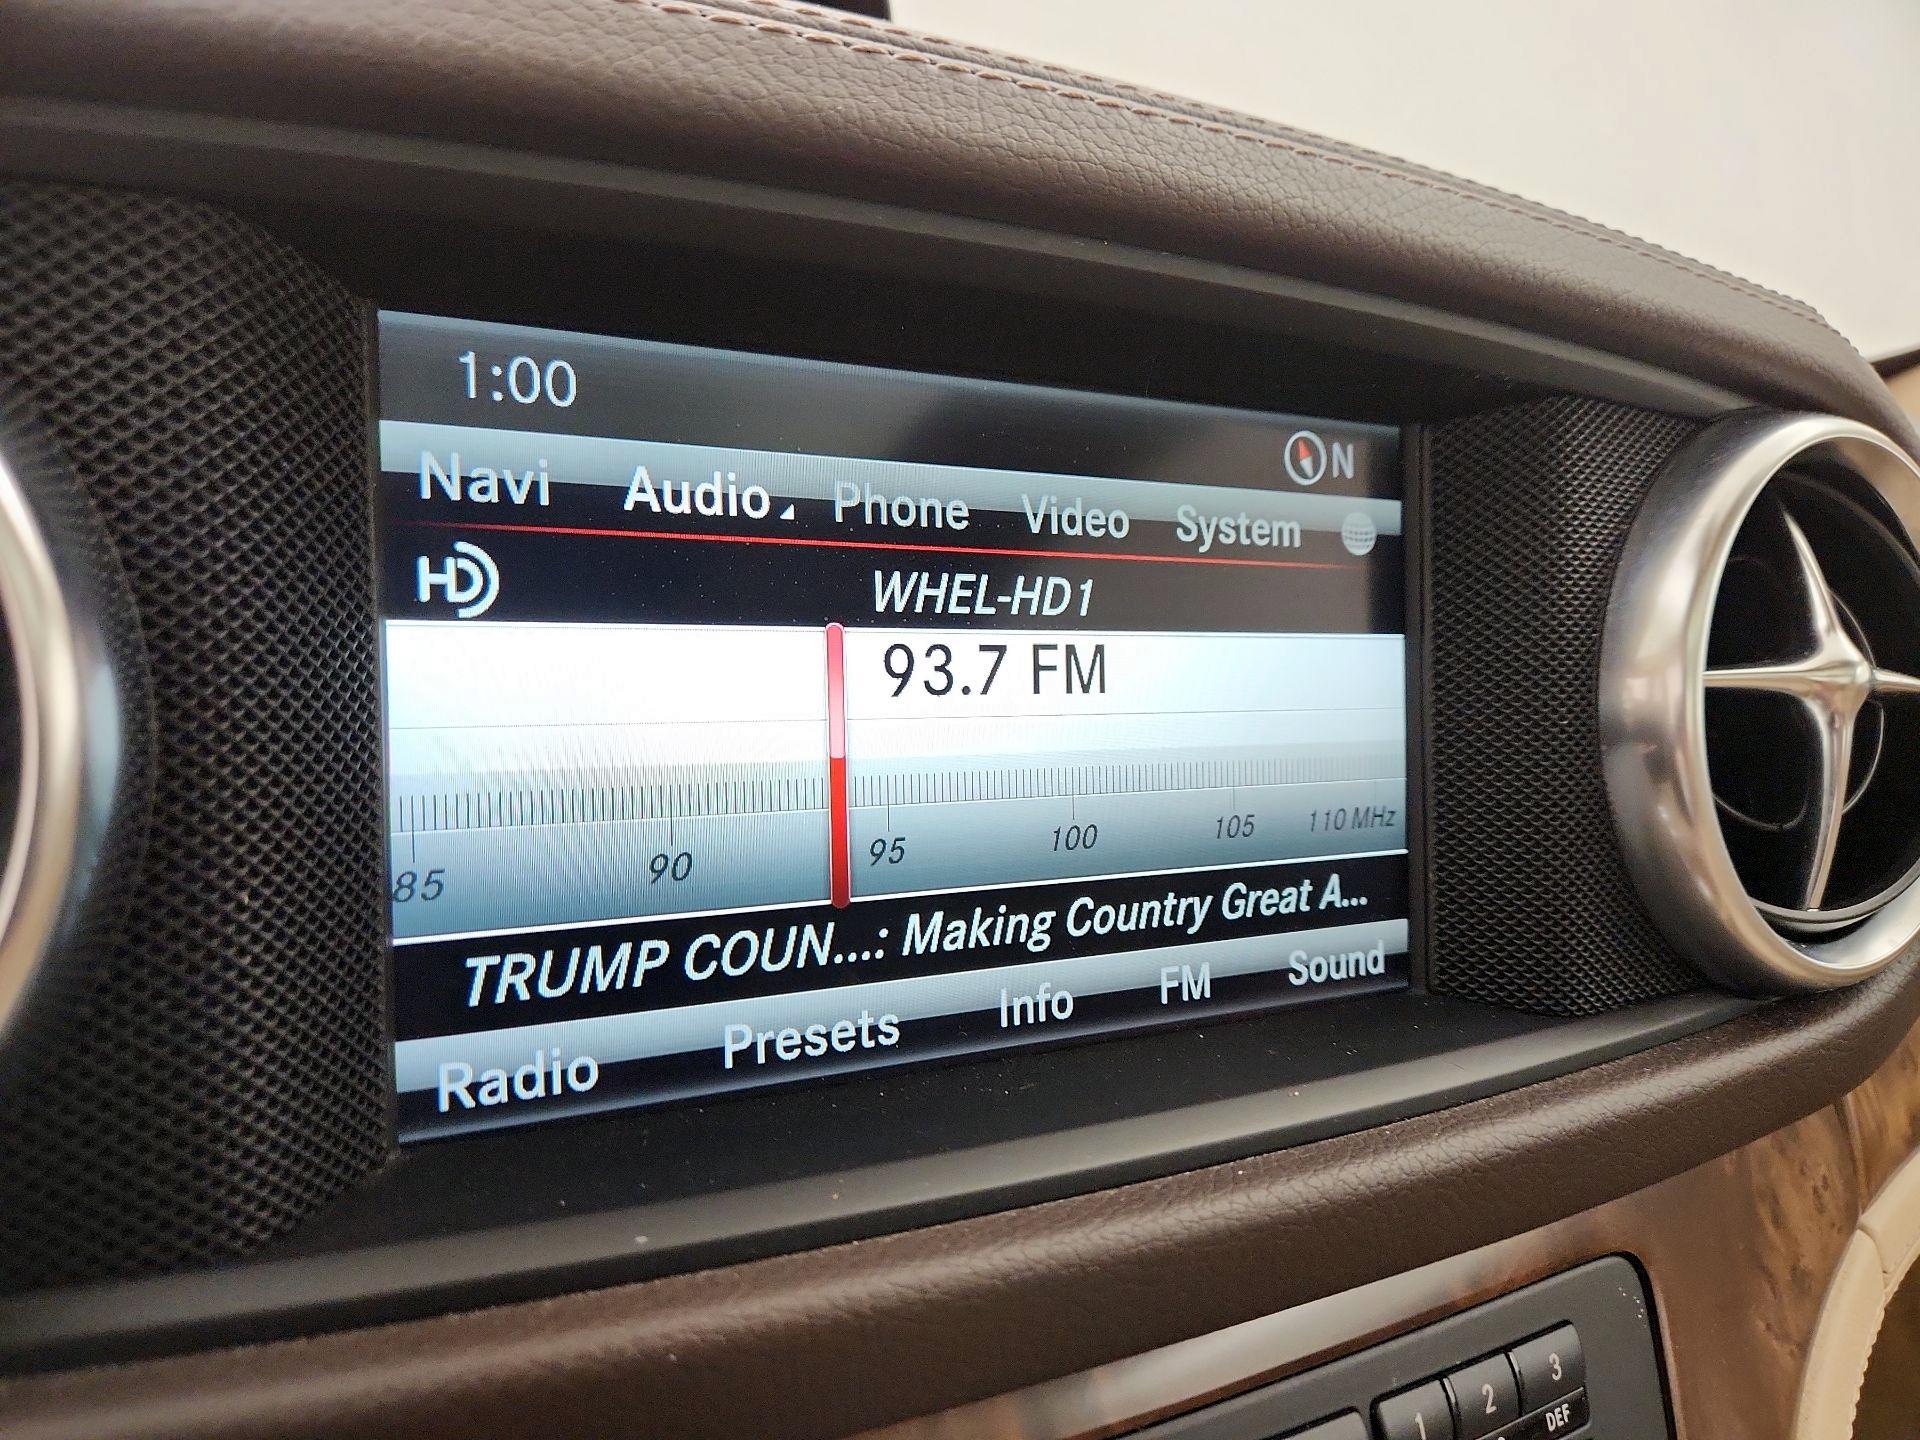 1:00
N
Navi Audio Phone Video System
HD WHEL-HD1
93.7 FM
85 90 95 100 105 110 MHz
TRUMP COUN...: Making Country Great A...
Radio Presets Info FM Sound
1 2 3
DEF